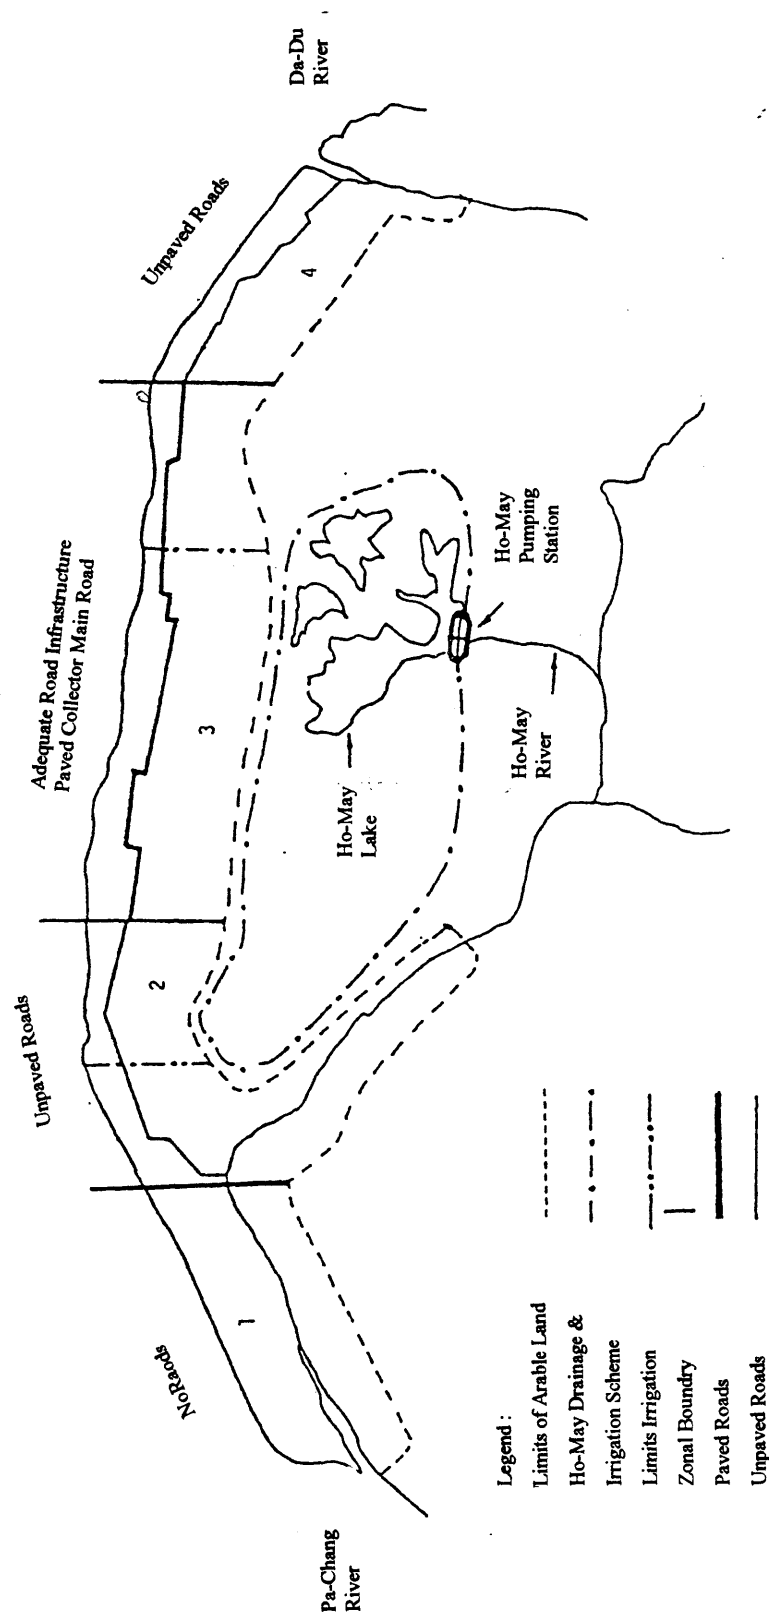 NoRaods
Unpaved Roads
Adequate Road Infrastructure
Paved Collector Main Road
Unpaved Roads
Pa-Chang
River
Da-Du
River
1
2
3
4
Ho-May
Lake
Ho-May
River
Ho-May
Pumping
Station
Legend :
Limits of Arable Land
Ho-May Drainage &
Irrigation Scheme
Limits Irrigation
Zonal Boundry
Paved Roads
Unpaved Roads